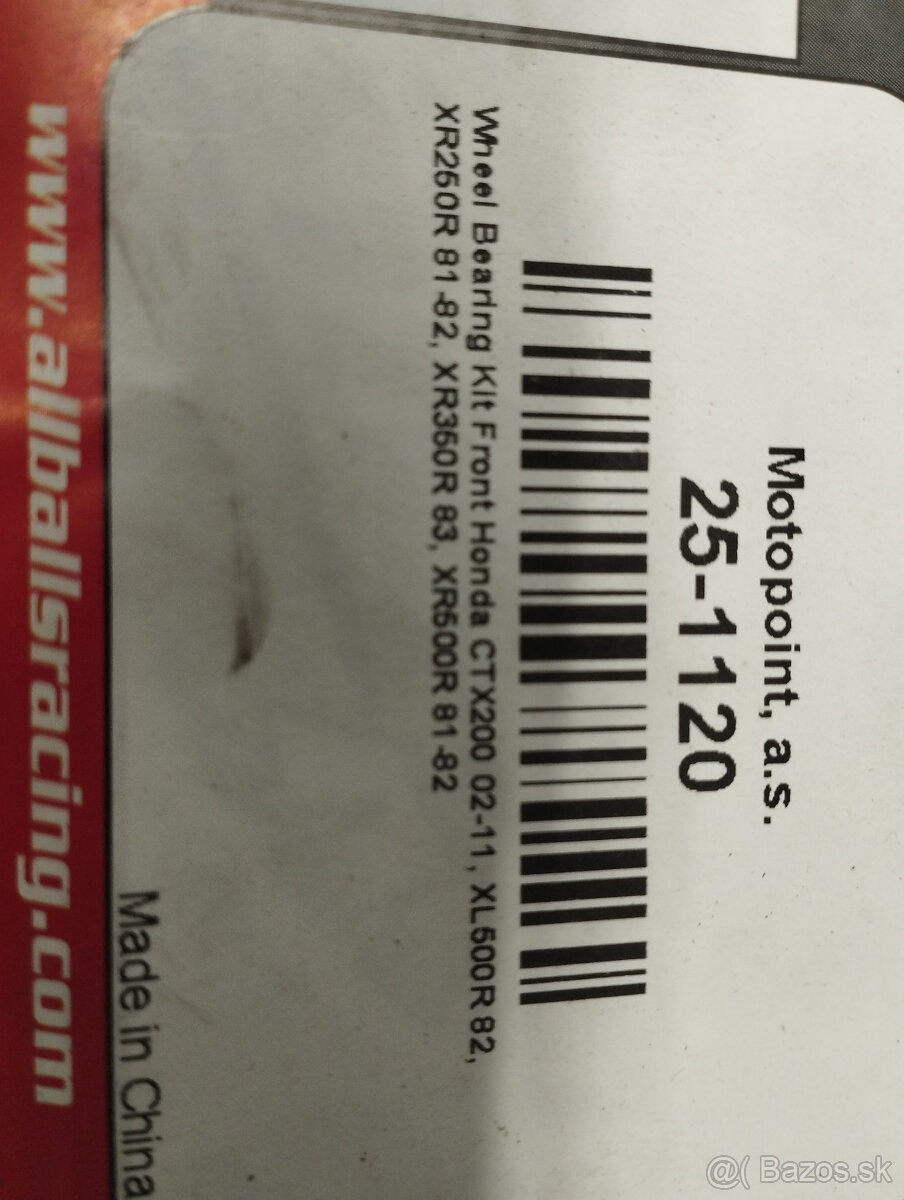 Motopoint, a.s.
25-1120
Wheel Bearing Kit Front Honda CTX200 02-11, XL500R 82,
XR250R 81-82, XR350R 83, XR500R 81-82
Made in China
www.allballsracing.com
@( Bazos.sk